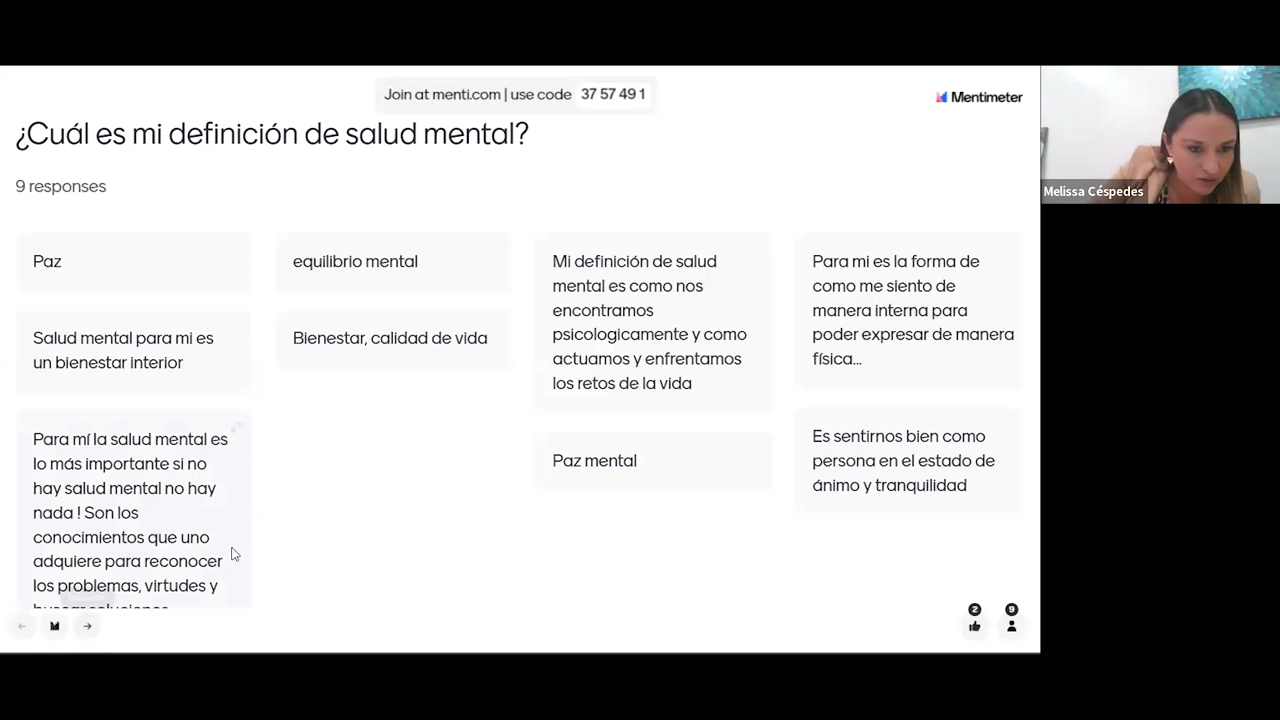 Join at menti.com | use code 37 57 49 1
Mentimeter
¿Cuál es mi definición de salud mental?
9 responses
Paz
Salud mental para mi es
un bienestar interior
Para mí la salud mental es
lo más importante si no
hay salud mental no hay
nada ! Son los
conocimientos que uno
adquiere para reconocer
los problemas, virtudes y
equilibrio mental
Bienestar, calidad de vida
Mi definición de salud
mental es como nos
encontramos
psicologicamente y como
actuamos y enfrentamos
los retos de la vida
Paz mental
Para mi es la forma de
como me siento de
manera interna para
poder expresar de manera
física...
Es sentirnos bien como
persona en el estado de
ánimo y tranquilidad
2
9
Melissa Céspedes